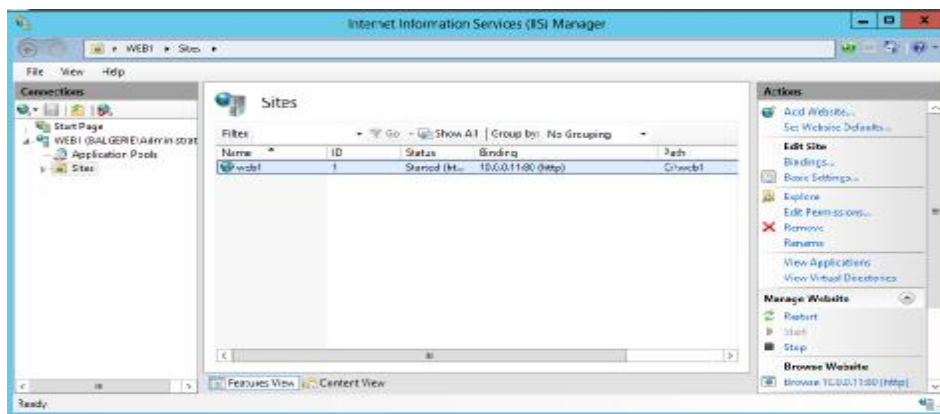 Internet Information Services (IIS) Manager
WEB1 Sites
File View Help
Connections
Start Page
WEB1 (BALGERIE\Administrat
Application Pools
Sites
Sites
Filter: Go Show All Group by: No Grouping
Name ID Status Binding Path
web1 1 Started (ht... 10.0.0.11:80 (http) C:\web1
Features View Content View
Actions
Add Website...
Set Website Defaults...
Edit Site
Bindings...
Basic Settings...
Explore
Edit Permissions...
Remove
Rename
View Applications
View Virtual Directories
Manage Website
Restart
Start
Stop
Browse Website
Browse 10.0.0.11:80 (http)
Ready